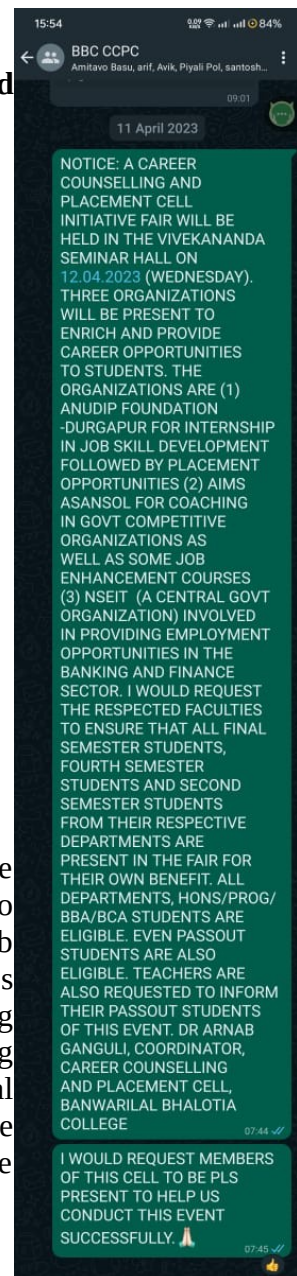 15:54
84%
BBC CCPC
Amitavo Basu, arif, Avik, Piyali Pol, santosh...
09:01
11 April 2023
NOTICE: A CAREER
COUNSELLING AND
PLACEMENT CELL
INITIATIVE FAIR WILL BE
HELD IN THE VIVEKANANDA
SEMINAR HALL ON
12.04.2023 (WEDNESDAY).
THREE ORGANIZATIONS
WILL BE PRESENT TO
ENRICH AND PROVIDE
CAREER OPPORTUNITIES
TO STUDENTS. THE
ORGANIZATIONS ARE (1)
ANUDIP FOUNDATION
-DURGAPUR FOR INTERNSHIP
IN JOB SKILL DEVELOPMENT
FOLLOWED BY PLACEMENT
OPPORTUNITIES (2) AIMS
ASANSOL FOR COACHING
IN GOVT COMPETITIVE
ORGANIZATIONS AS
WELL AS SOME JOB
ENHANCEMENT COURSES
(3) NSEIT (A CENTRAL GOVT
ORGANIZATION) INVOLVED
IN PROVIDING EMPLOYMENT
OPPORTUNITIES IN THE
BANKING AND FINANCE
SECTOR. I WOULD REQUEST
THE RESPECTED FACULTIES
TO ENSURE THAT ALL FINAL
SEMESTER STUDENTS,
FOURTH SEMESTER
STUDENTS AND SECOND
SEMESTER STUDENTS
FROM THEIR RESPECTIVE
DEPARTMENTS ARE
PRESENT IN THE FAIR FOR
THEIR OWN BENEFIT. ALL
DEPARTMENTS, HONS/PROG/
BBA/BCA STUDENTS ARE
ELIGIBLE. EVEN PASSOUT
STUDENTS ARE ALSO
ELIGIBLE. TEACHERS ARE
ALSO REQUESTED TO INFORM
THEIR PASSOUT STUDENTS
OF THIS EVENT. DR ARNAB
GANGULI, COORDINATOR,
CAREER COUNSELLING
AND PLACEMENT CELL,
BANWARILAL BHALOTIA
COLLEGE
07:44
I WOULD REQUEST MEMBERS
OF THIS CELL TO BE PLS
PRESENT TO HELP US
CONDUCT THIS EVENT
SUCCESSFULLY. 🙏🏻
07:45
👍